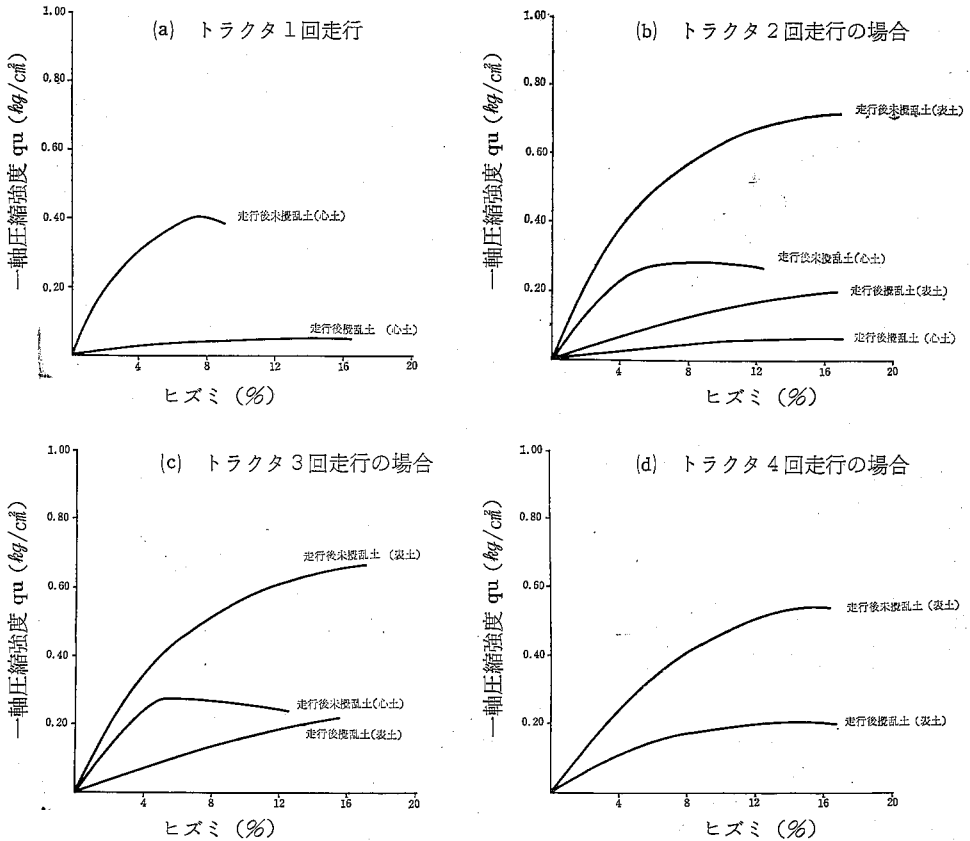 (a) トラクタ1回走行
一軸圧縮強度 qu (kg/cm²)
1.00
0.80
0.60
0.40
0.20
走行後未攪乱土(心土)
走行後攪乱土(心土)
4 8 12 16 20
ヒズミ (%)
(b) トラクタ2回走行の場合
一軸圧縮強度 qu (kg/cm²)
1.00
0.80
0.60
0.40
0.20
走行後未攪乱土(表土)
走行後未攪乱土(心土)
走行後攪乱土(表土)
走行後攪乱土(心土)
4 8 12 16 20
ヒズミ (%)
(c) トラクタ3回走行の場合
一軸圧縮強度 qu (kg/cm²)
1.00
0.80
0.60
0.40
0.20
走行後未攪乱土(表土)
走行後未攪乱土(心土)
走行後攪乱土(表土)
4 8 12 16 20
ヒズミ (%)
(d) トラクタ4回走行の場合
一軸圧縮強度 qu (kg/cm²)
1.00
0.80
0.60
0.40
0.20
走行後未攪乱土(表土)
走行後攪乱土(表土)
4 8 12 16 20
ヒズミ (%)